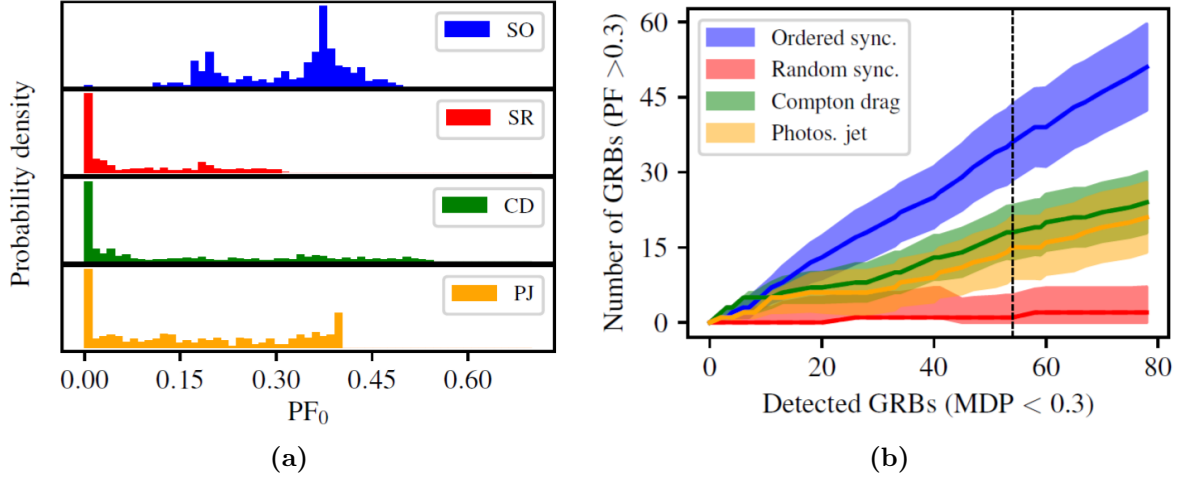 Probability density
SO
SR
CD
PJ
0.00 0.15 0.30 0.45 0.60
PF₀
(a)
Number of GRBs (PF >0.3)
60
45
30
15
0
Ordered sync.
Random sync.
Compton drag
Photos. jet
0 20 40 60 80
Detected GRBs (MDP < 0.3)
(b)